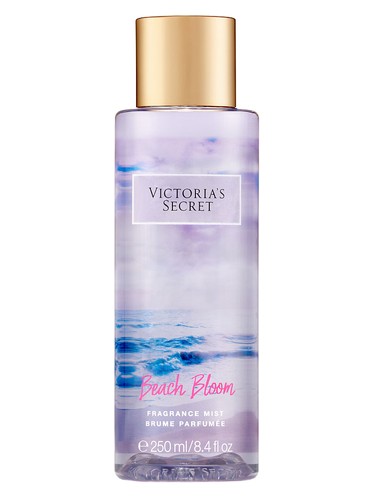 VICTORIA'S
SECRET
Beach Bloom
FRAGRANCE MIST
BRUME PARFUMÉE
℮ 250 ml/8.4 fl oz